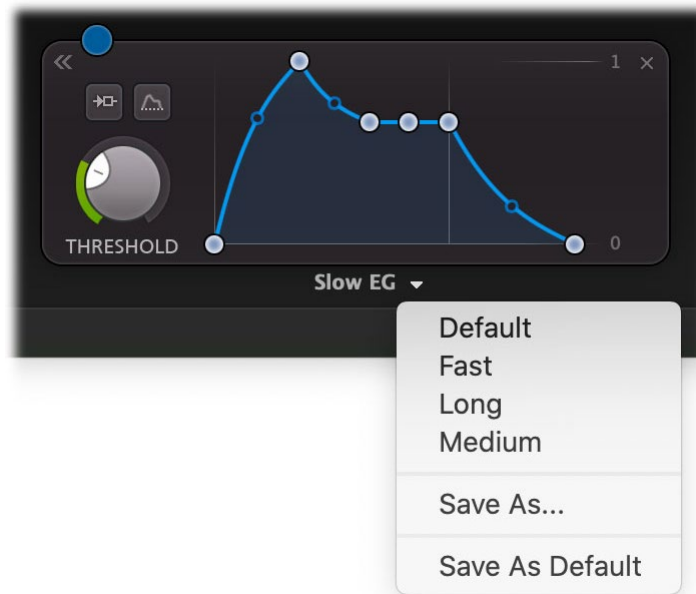 1
THRESHOLD
0
Slow EG
Default
Fast
Long
Medium
Save As...
Save As Default